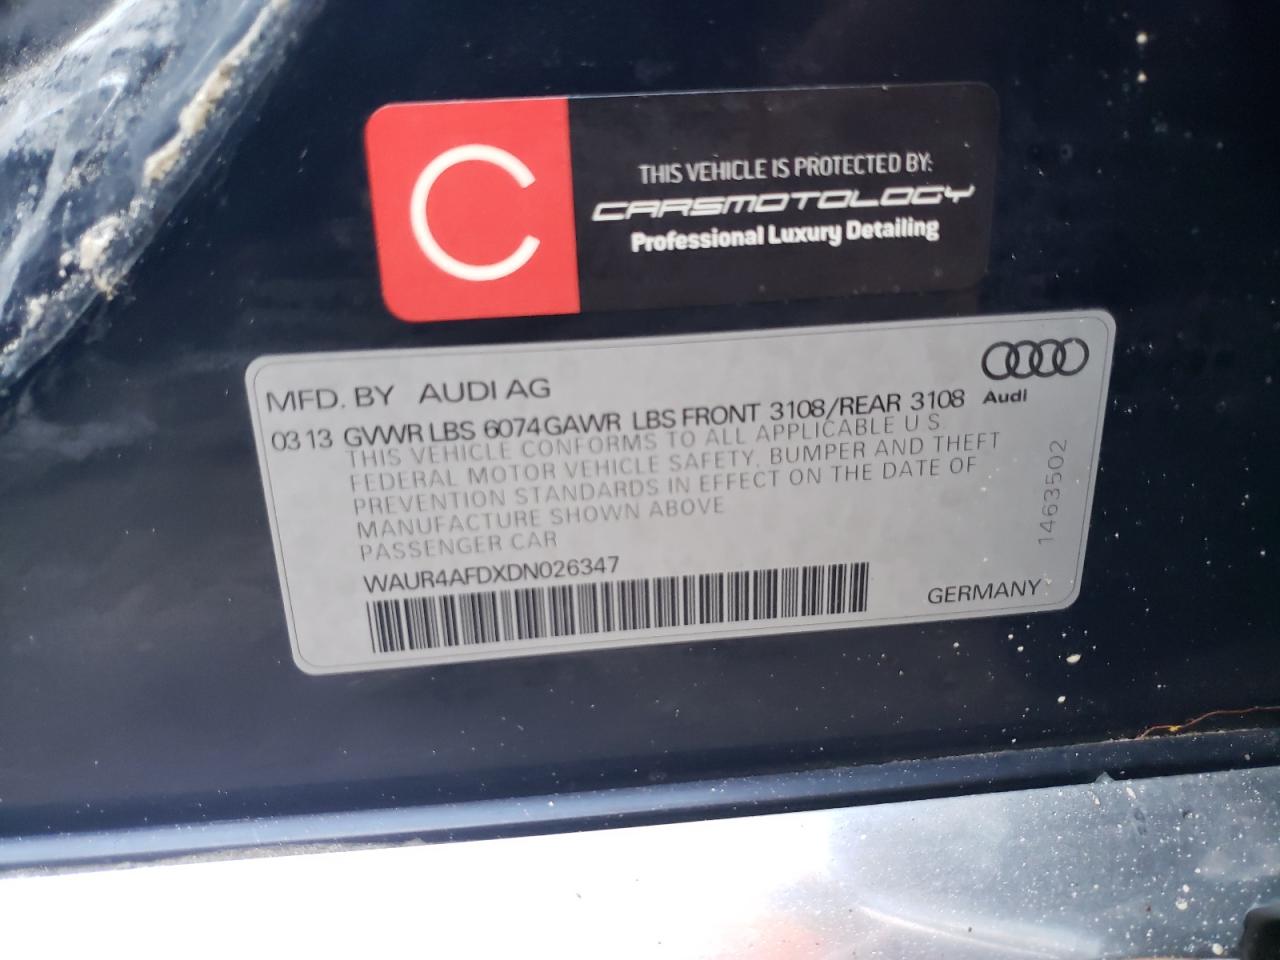 THIS VEHICLE IS PROTECTED BY:
CARSMOTOLOGY
Professional Luxury Detailing
MFD. BY AUDI AG
Audi
03 13 GVWR LBS 6074 GAWR LBS FRONT 3108/REAR 3108
THIS VEHICLE CONFORMS TO ALL APPLICABLE U S
FEDERAL MOTOR VEHICLE SAFETY, BUMPER AND THEFT
PREVENTION STANDARDS IN EFFECT ON THE DATE OF
MANUFACTURE SHOWN ABOVE
PASSENGER CAR
WAUR4AFDXDN026347
GERMANY
1463502